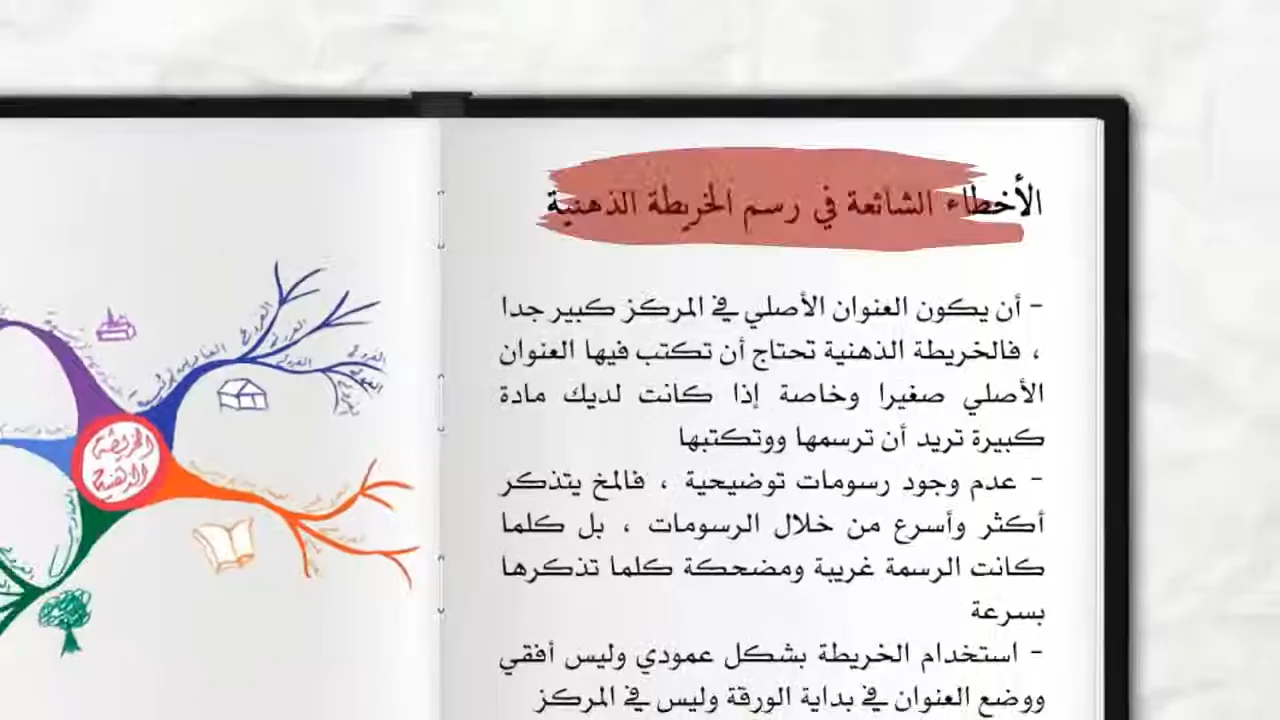 الأخطاء الشائعة في رسم الخريطة الذهنية
- أن يكون العنوان الأصلي في المركز كبير جدا
، فالخريطة الذهنية تحتاج أن تكتب فيها العنوان
الأصلي صغيرا وخاصة إذا كانت لديك مادة
كبيرة تريد أن ترسمها ووتكتبها
- عدم وجود رسومات توضيحية ، فالمخ يتذكر
أكثر وأسرع من خلال الرسومات ، بل كلما
كانت الرسمة غريبة ومضحكة كلما تذكرها
بسرعة
- استخدام الخريطة بشكل عمودي وليس أفقي
ووضع العنوان في بداية الورقة وليس في المركز
الخريطة
الذهنية